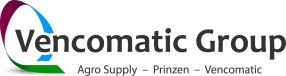 Vencomatic Group
Agro Supply – Prinzen – Vencomatic